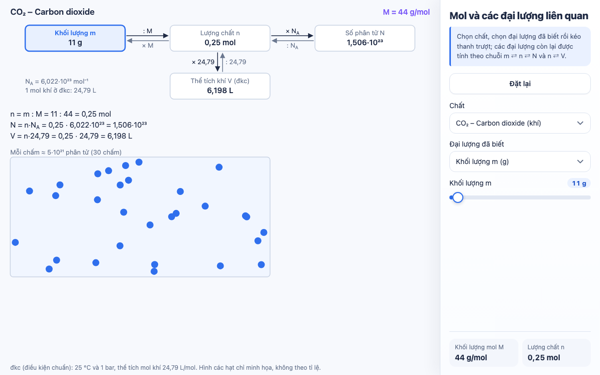 CO₂ – Carbon dioxide
M = 44 g/mol
Khối lượng m
11 g
: M
× M
Lượng chất n
0,25 mol
× Nₐ
: Nₐ
Số phân tử N
1,506·10²³
× 24,79
: 24,79
Nₐ = 6,022·10²³ mol⁻¹
1 mol khí ở đkc: 24,79 L
Thể tích khí V (đkc)
6,198 L
n = m : M = 11 : 44 = 0,25 mol
N = n·Nₐ = 0,25 · 6,022·10²³ = 1,506·10²³
V = n·24,79 = 0,25 · 24,79 = 6,198 L
Mỗi chấm ≈ 5·10²¹ phân tử (30 chấm)
đkc (điều kiện chuẩn): 25 °C và 1 bar, thể tích mol khí 24,79 L/mol. Hình các hạt chỉ minh họa, không theo tỉ lệ.
Mol và các đại lượng liên quan
Chọn chất, chọn đại lượng đã biết rồi kéo
thanh trượt; các đại lượng còn lại được
tính theo chuỗi m ⇌ n ⇌ N và n ⇌ V.
Đặt lại
Chất
CO₂ – Carbon dioxide (khí)
Đại lượng đã biết
Khối lượng m (g)
Khối lượng m
11 g
Khối lượng mol M
44 g/mol
Lượng chất n
0,25 mol